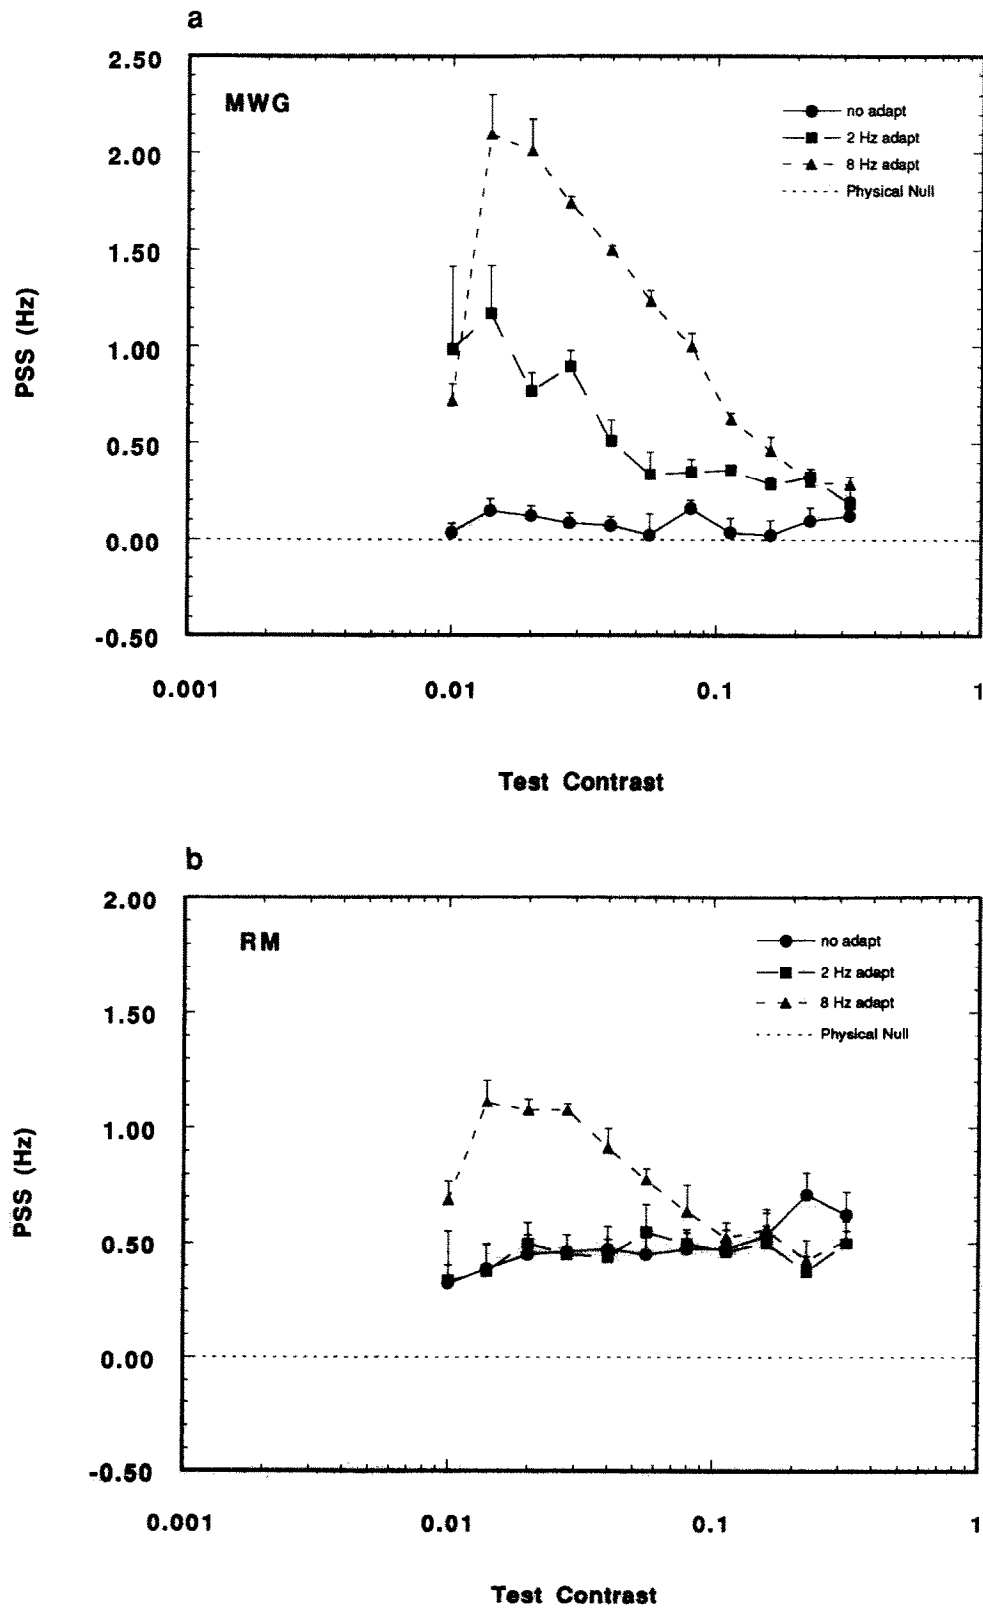 a
2.50
MWG
no adapt
2 Hz adapt
2.00
8 Hz adapt
Physical Null
1.50
PSS (Hz)
1.00
0.50
0.00
-0.50
0.001 0.01 0.1 1
Test Contrast
b
2.00
RM
no adapt
2 Hz adapt
8 Hz adapt
1.50
Physical Null
1.00
PSS (Hz)
0.50
0.00
-0.50
0.001 0.01 0.1 1
Test Contrast